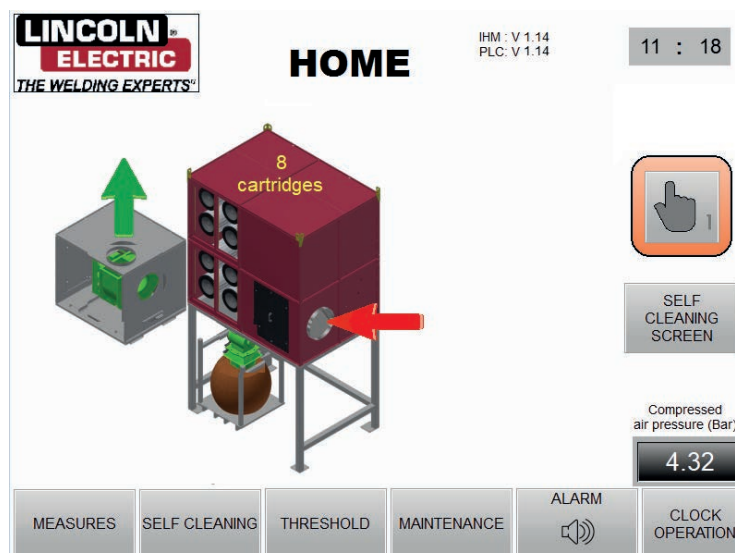 LINCOLN
ELECTRIC
THE WELDING EXPERTS
HOME
IHM : V 1.14
PLC: V 1.14
11 : 18
8
cartridges
1
SELF
CLEANING
SCREEN
Compressed
air pressure (Bar)
4.32
MEASURES
SELF CLEANING
THRESHOLD
MAINTENANCE
ALARM
CLOCK
OPERATION